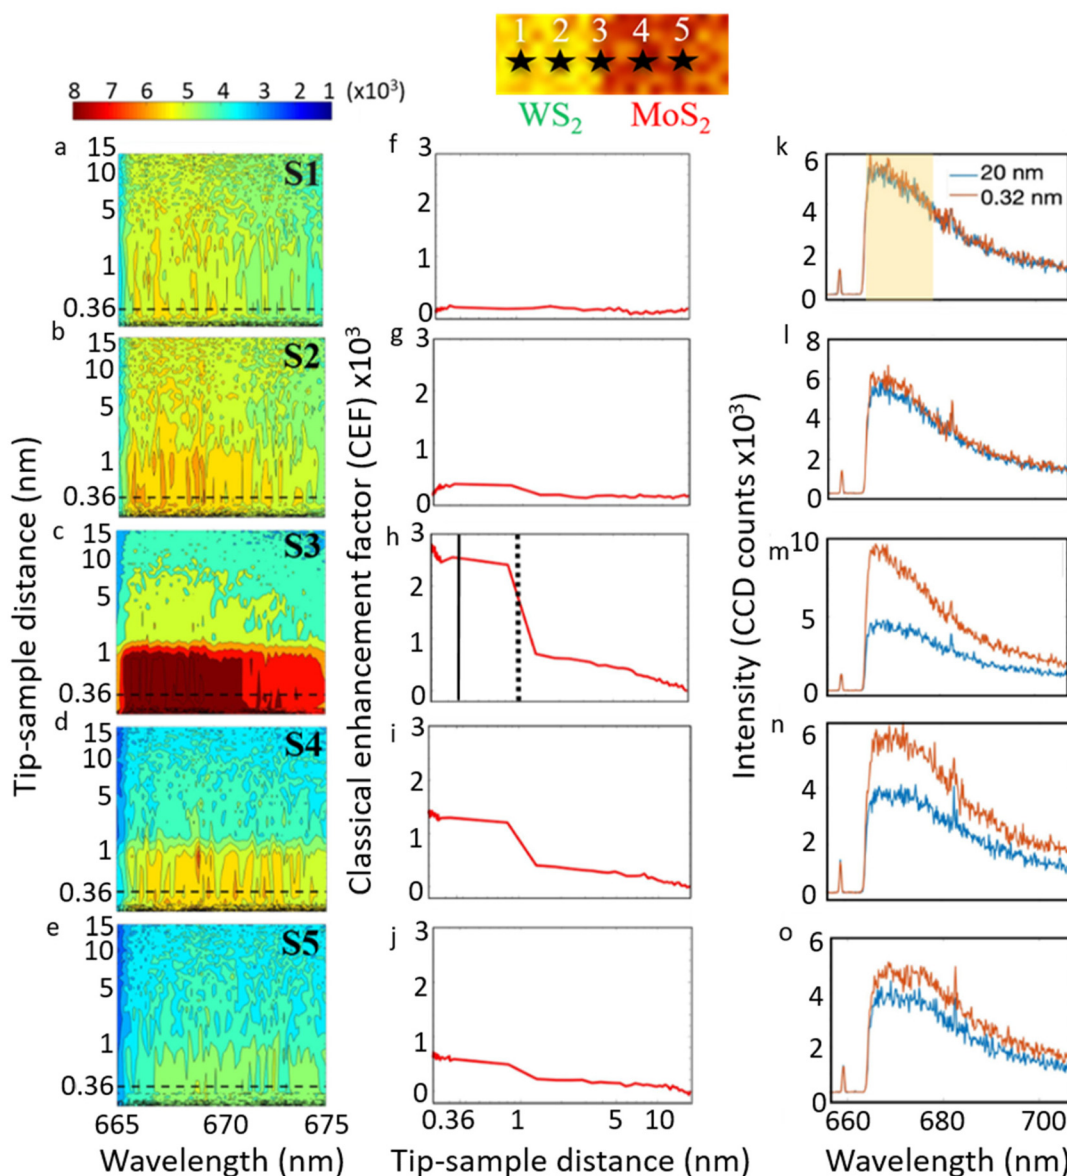 1 2 3 4 5
WS2 MoS2
8 7 6 5 4 3 2 1 (x10³)
a
15
10
5
1
0.36
S1
b
15
10
5
1
0.36
S2
c
15
10
5
1
0.36
S3
d
15
10
5
1
0.36
S4
e
15
10
5
1
0.36
S5
665 670 675
Wavelength (nm)
Tip-sample distance (nm)
f
3
2
1
0
g
3
2
1
0
h
3
2
1
0
i
3
2
1
0
j
3
2
1
0
0.36 1 5 10
Tip-sample distance (nm)
Classical enhancement factor (CEF) x10³
k
6
4
2
0
20 nm
0.32 nm
l
8
6
4
2
0
m
10
5
0
n
6
4
2
0
o
6
4
2
0
660 680 700
Wavelength (nm)
Intensity (CCD counts x10³)